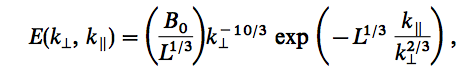 E(k⊥, k∥) = (B₀/L^{1/3}) k⊥^{-10/3} exp (−L^{1/3} k∥/k⊥^{2/3}) ,